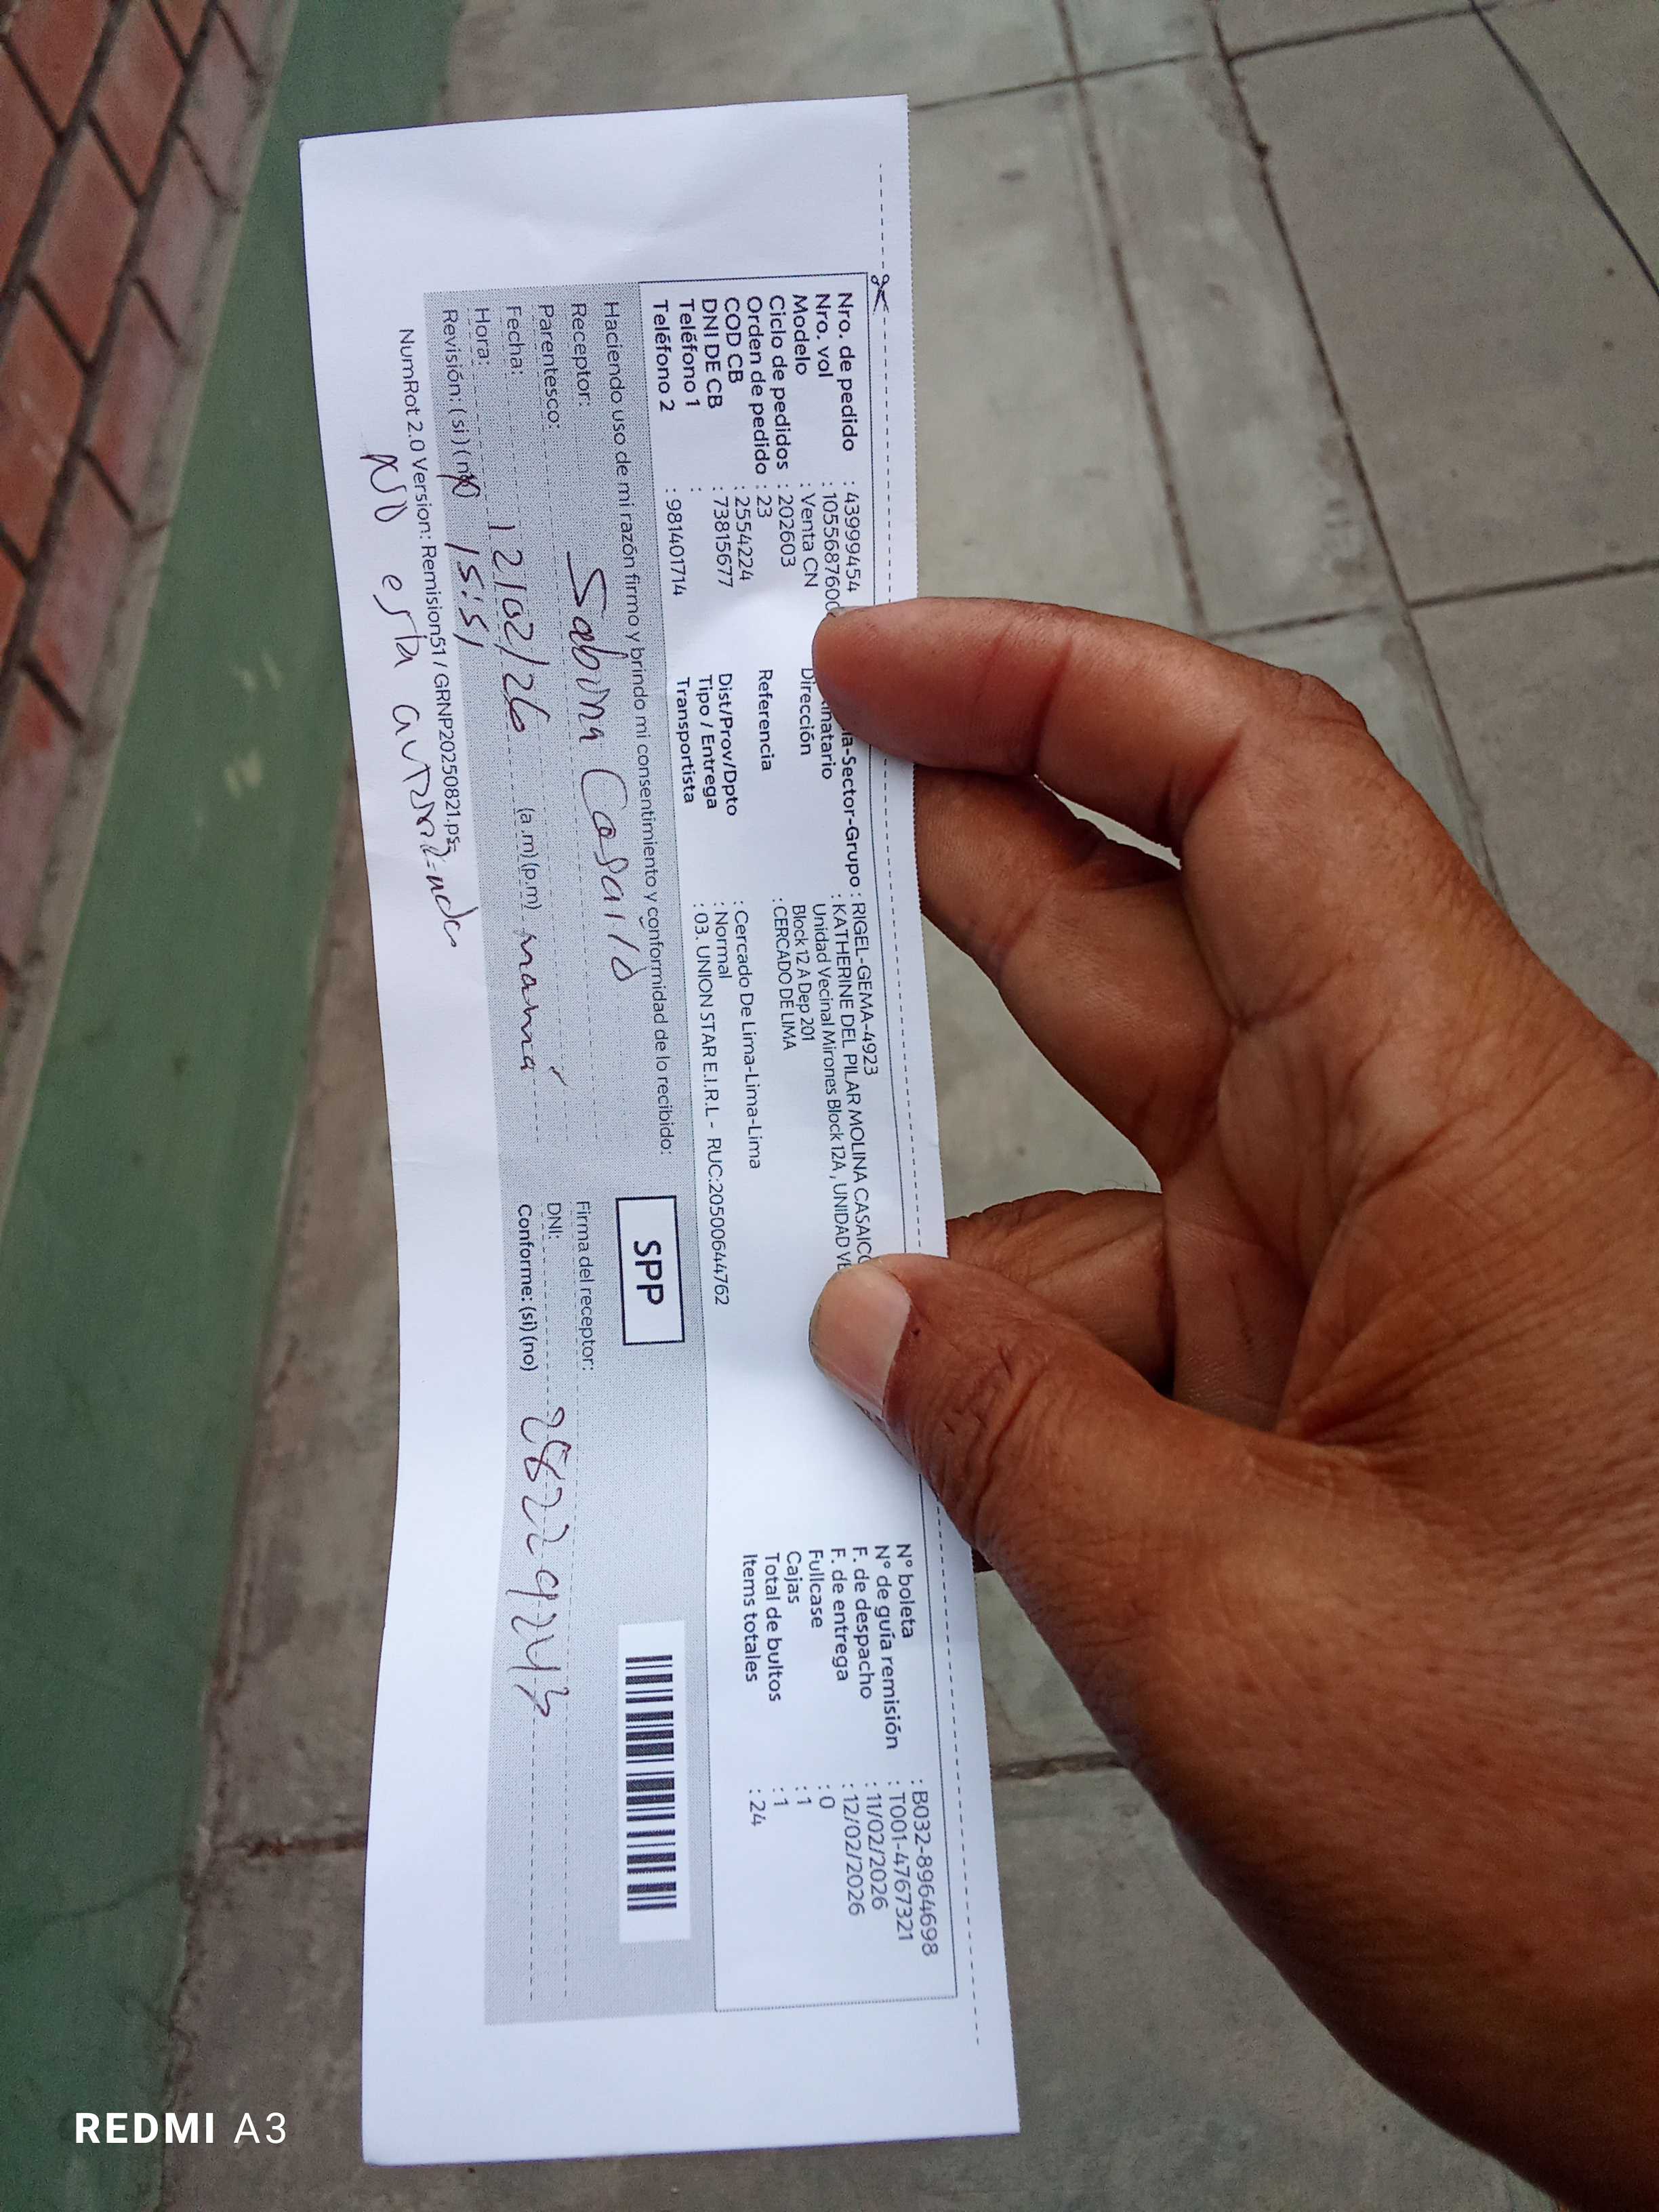 Nro. de pedido : 43999454
Nro. vol : 1055687600
Modelo : Venta CN
Ciclo de pedidos : 202603
Orden de pedido : 23
COD CB : 2554224
DNI DE CB : 73815677
Teléfono 1 :
Teléfono 2 : 981401714
ia-Sector-Grupo : RIGEL-GEMA-4923
inatario : KATHERINE DEL PILAR MOLINA CASAICO
Dirección Unidad Vecinal Mirones Block 12A , UNIDAD VE
Block 12 A Dep 201
Referencia : CERCADO DE LIMA
Dist/Prov/Dpto : Cercado De Lima-Lima-Lima
Tipo / Entrega : Normal
Transportista : 03. UNION STAR E.I.R.L - RUC:20500644762
N° boleta : B032-8964698
N° de guía remisión : T001-4767321
F. de despacho : 11/02/2026
F. de entrega : 12/02/2026
Fullcase : 0
Cajas : 1
Total de bultos : 1
Items totales : 24
Haciendo uso de mi razón firmo y brindo mi consentimiento y conformidad de lo recibido:
SPP
Receptor: Sabina
Firma del receptor:
Parentesco:
DNI: 28229243
Fecha: 12/02/26 (a.m)(p.m) mamá
Conforme: (si) (no)
Hora: 15:51
Revisión: (si) (no)
NumRot 2.0 Version: Remision51 / GRNP20250821.ps
NO esta
REDMI A3